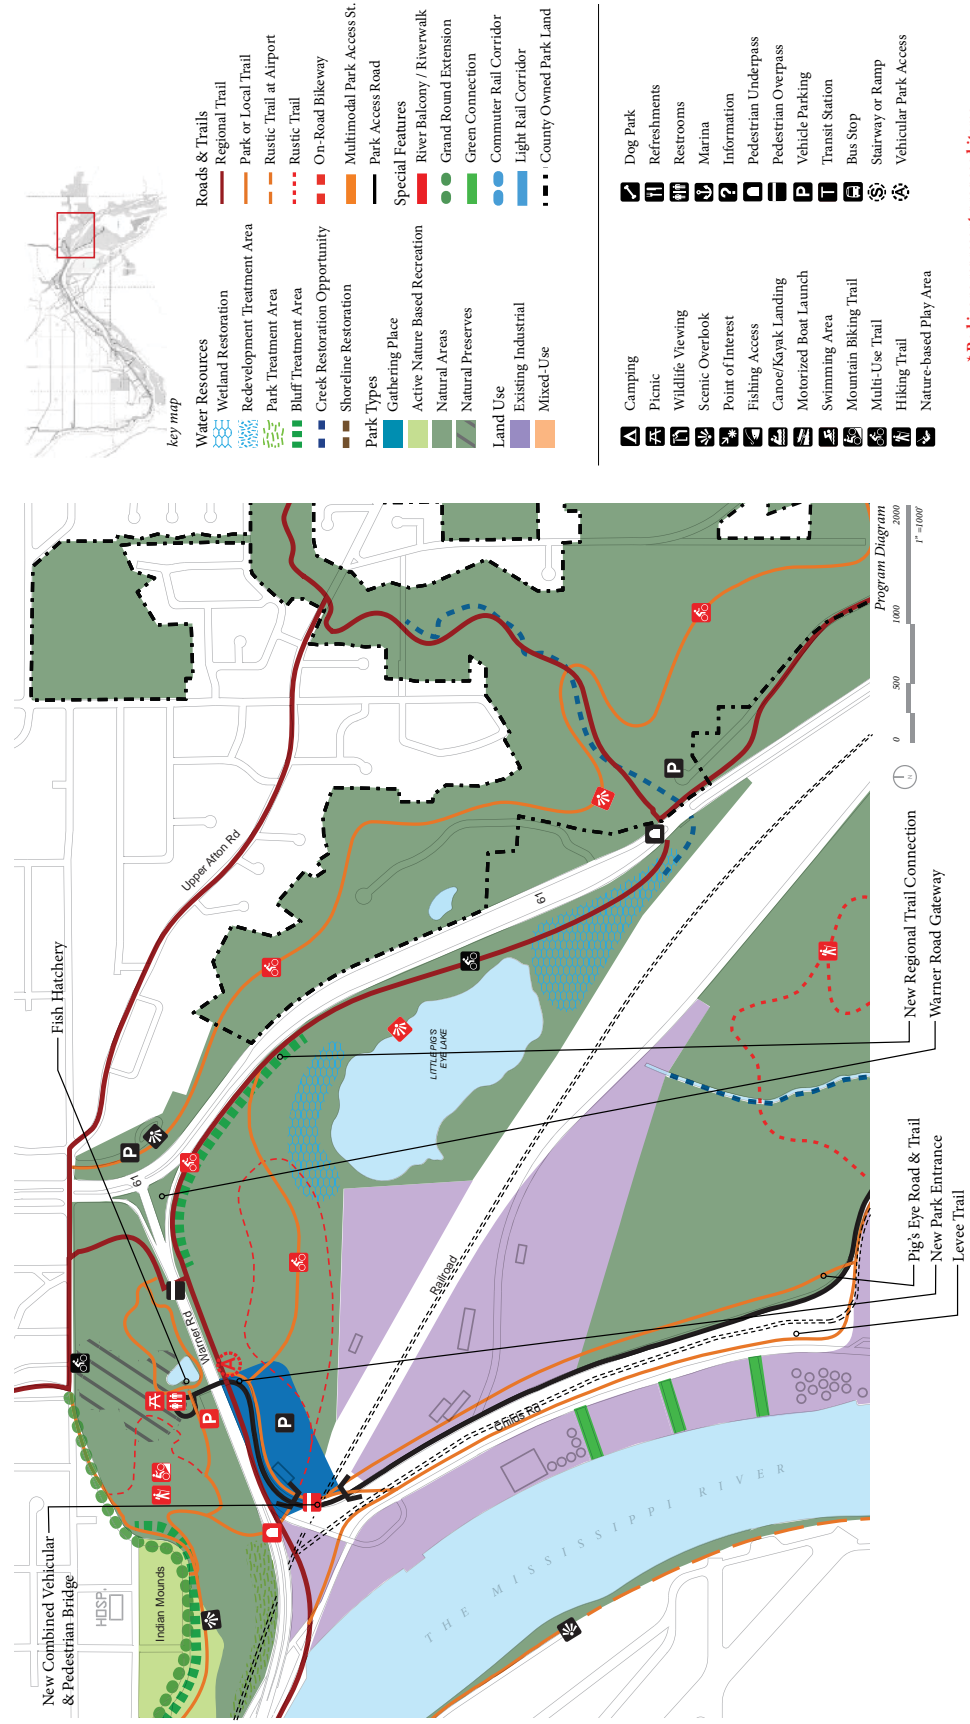 key map
Water Resources
Wetland Restoration
Redevelopment Treatment Area
Park Treatment Area
Bluff Treatment Area
Creek Restoration Opportunity
Shoreline Restoration
Park Types
Gathering Place
Active Nature Based Recreation
Natural Areas
Natural Preserves
Land Use
Existing Industrial
Mixed-Use
Roads & Trails
Regional Trail
Park or Local Trail
Rustic Trail at Airport
Rustic Trail
On-Road Bikeway
Multimodal Park Access St.
Park Access Road
Special Features
River Balcony / Riverwalk
Grand Round Extension
Green Connection
Commuter Rail Corridor
Light Rail Corridor
County Owned Park Land
Camping
Picnic
Wildlife Viewing
Scenic Overlook
Point of Interest
Fishing Access
Canoe/Kayak Landing
Motorized Boat Launch
Swimming Area
Mountain Biking Trail
Multi-Use Trail
Hiking Trail
Nature-based Play Area
Dog Park
Refreshments
Restrooms
Marina
Information
Pedestrian Underpass
Pedestrian Overpass
Vehicle Parking
Transit Station
Bus Stop
Stairway or Ramp
Vehicular Park Access
New Combined Vehicular
& Pedestrian Bridge
Fish Hatchery
HOSP.
Indian Mounds
Warner Rd
61
Upper Afton Rd
61
LITTLE PIG'S
EYE LAKE
Railroad
Childs Rd
THE MISSISSIPPI RIVER
P
P
P
P
A
Pig's Eye Road & Trail
New Park Entrance
Levee Trail
New Regional Trail Connection
Warner Road Gateway
N
Program Diagram
0 500 1000 2000
1" =1000'